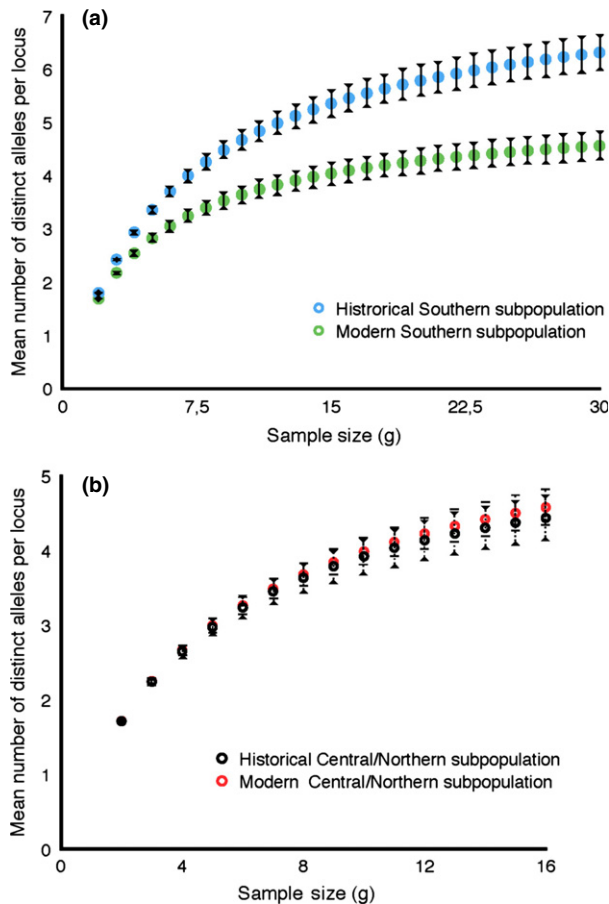 (a)
Mean number of distinct alleles per locus
7
6
5
4
3
2
1
0
Histrorical Southern subpopulation
Modern Southern subpopulation
0 7,5 15 22,5 30
Sample size (g)
(b)
Mean number of distinct alleles per locus
5
4
3
2
1
0
Historical Central/Northern subpopulation
Modern Central/Northern subpopulation
0 4 8 12 16
Sample size (g)